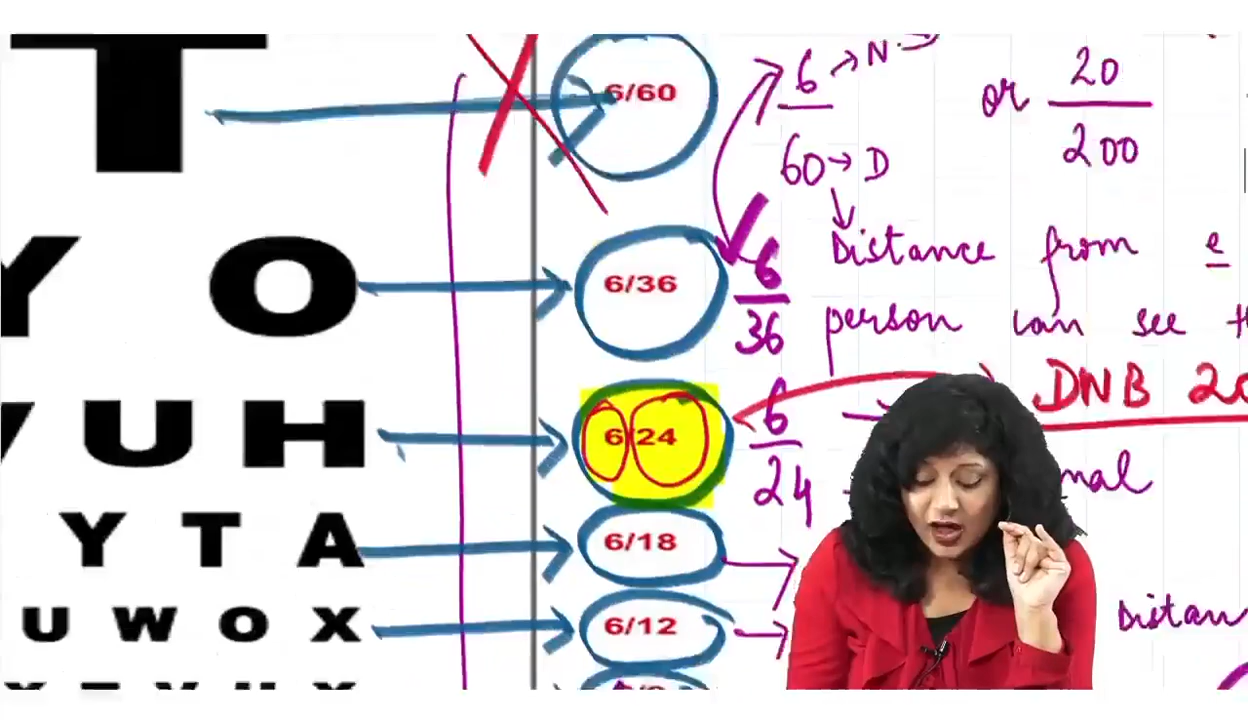 T
6/60
6 → N.D
60 → D
or 20
200
Y O
6/36
6
36
Distance from e
person can see
DNB
U H
6/24
6
24
Y T A
6/18
U W O X
6/12
Distan